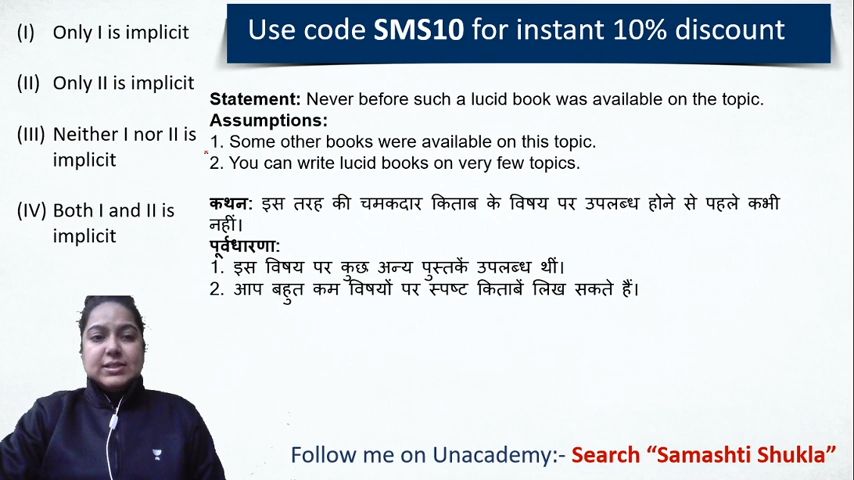 (I) Only I is implicit
(II) Only II is implicit
(III) Neither I nor II is
implicit
(IV) Both I and II is
implicit
Use code SMS10 for instant 10% discount
Statement: Never before such a lucid book was available on the topic.
Assumptions:
1. Some other books were available on this topic.
2. You can write lucid books on very few topics.
कथन: इस तरह की चमकदार किताब के विषय पर उपलब्ध होने से पहले कभी
नहीं।
पूर्वधारणा:
1. इस विषय पर कुछ अन्य पुस्तकें उपलब्ध थीं।
2. आप बहुत कम विषयों पर स्पष्ट किताबें लिख सकते हैं।
Follow me on Unacademy:- Search “Samashti Shukla”